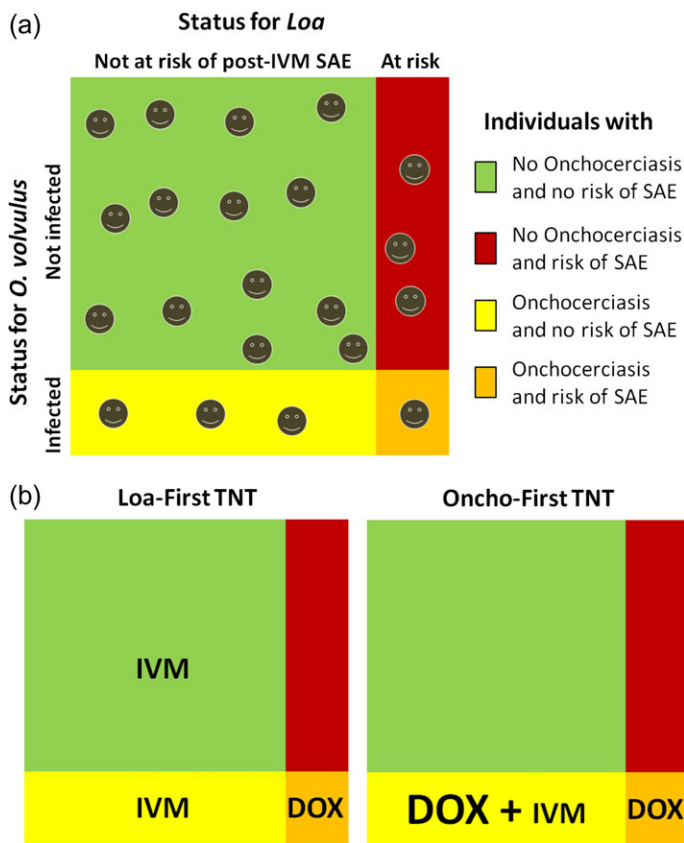 (a)
Status for Loa
Not at risk of post-IVM SAE
At risk
Status for O. volvulus
Not infected
Infected
Individuals with
No Onchocerciasis
and no risk of SAE
No Onchocerciasis
and risk of SAE
Onchocerciasis
and no risk of SAE
Onchocerciasis
and risk of SAE
(b)
Loa-First TNT
Oncho-First TNT
IVM
IVM
DOX
DOX + IVM
DOX